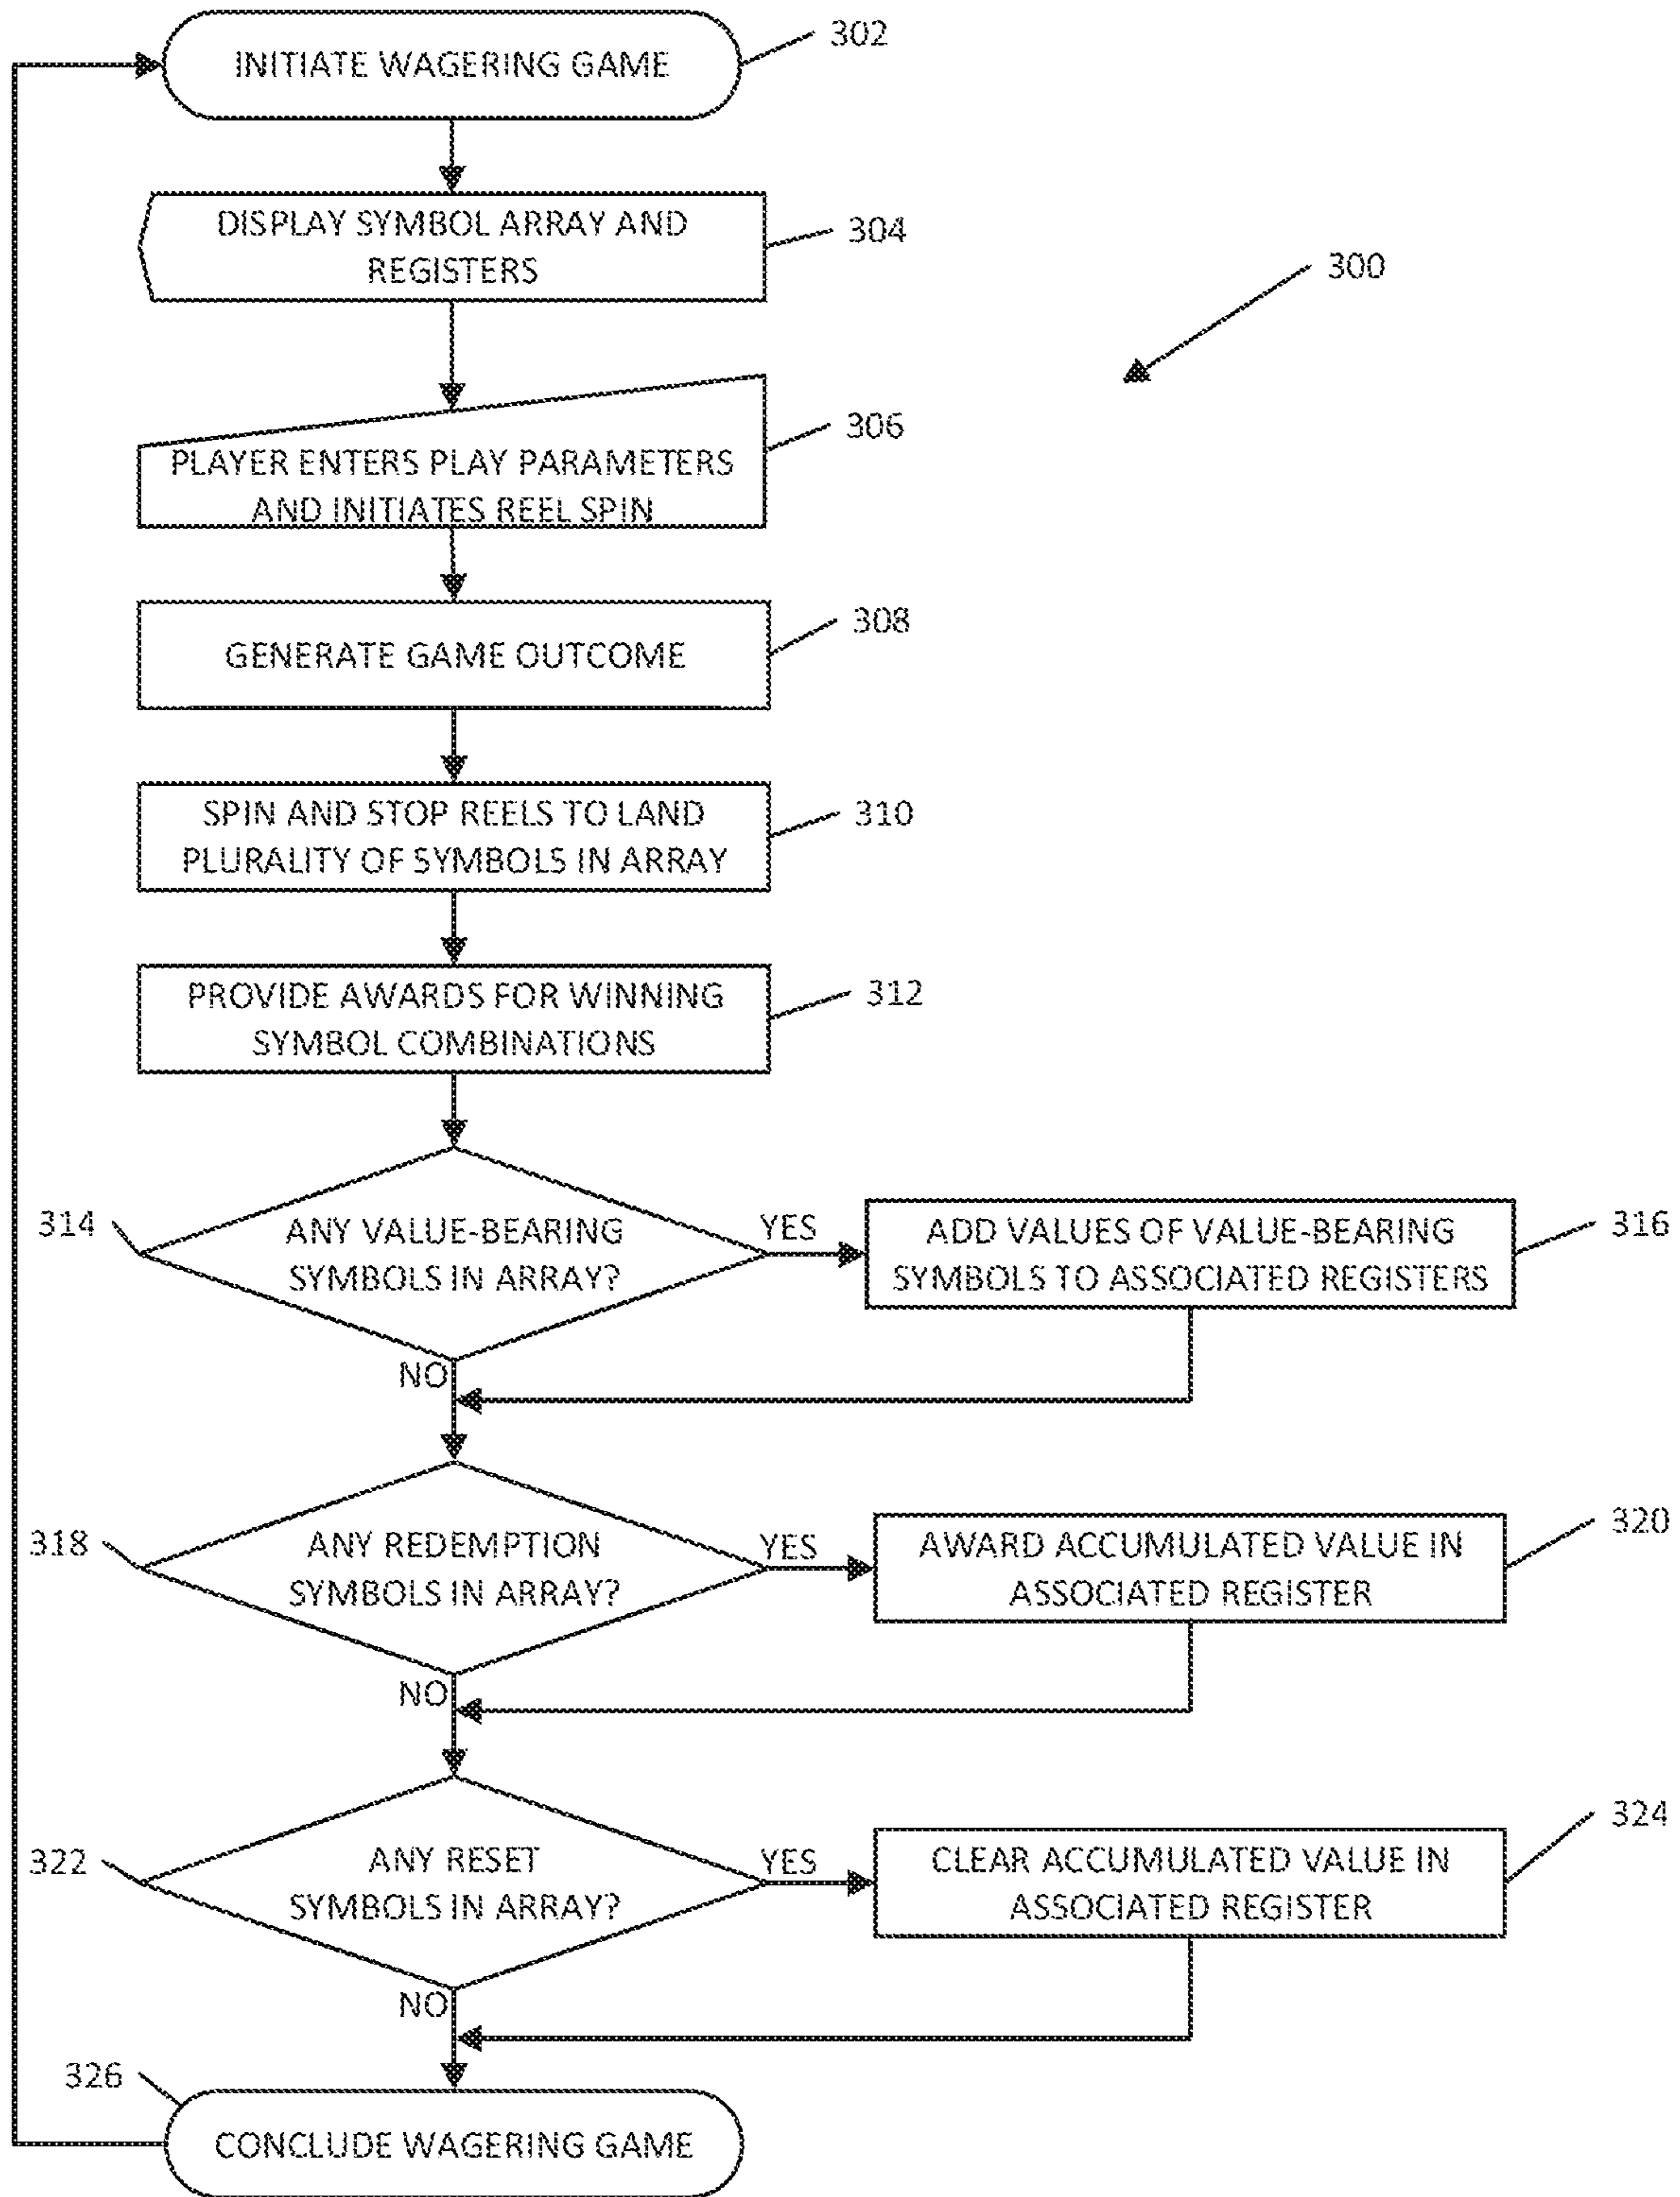 INITIATE WAGERING GAME
302
DISPLAY SYMBOL ARRAY AND
REGISTERS
304
300
PLAYER ENTERS PLAY PARAMETERS
AND INITIATES REEL SPIN
306
GENERATE GAME OUTCOME
308
SPIN AND STOP REELS TO LAND
PLURALITY OF SYMBOLS IN ARRAY
310
PROVIDE AWARDS FOR WINNING
SYMBOL COMBINATIONS
312
314
ANY VALUE-BEARING
SYMBOLS IN ARRAY?
YES
ADD VALUES OF VALUE-BEARING
SYMBOLS TO ASSOCIATED REGISTERS
316
NO
318
ANY REDEMPTION
SYMBOLS IN ARRAY?
YES
AWARD ACCUMULATED VALUE IN
ASSOCIATED REGISTER
320
NO
322
ANY RESET
SYMBOLS IN ARRAY?
YES
CLEAR ACCUMULATED VALUE IN
ASSOCIATED REGISTER
324
NO
326
CONCLUDE WAGERING GAME